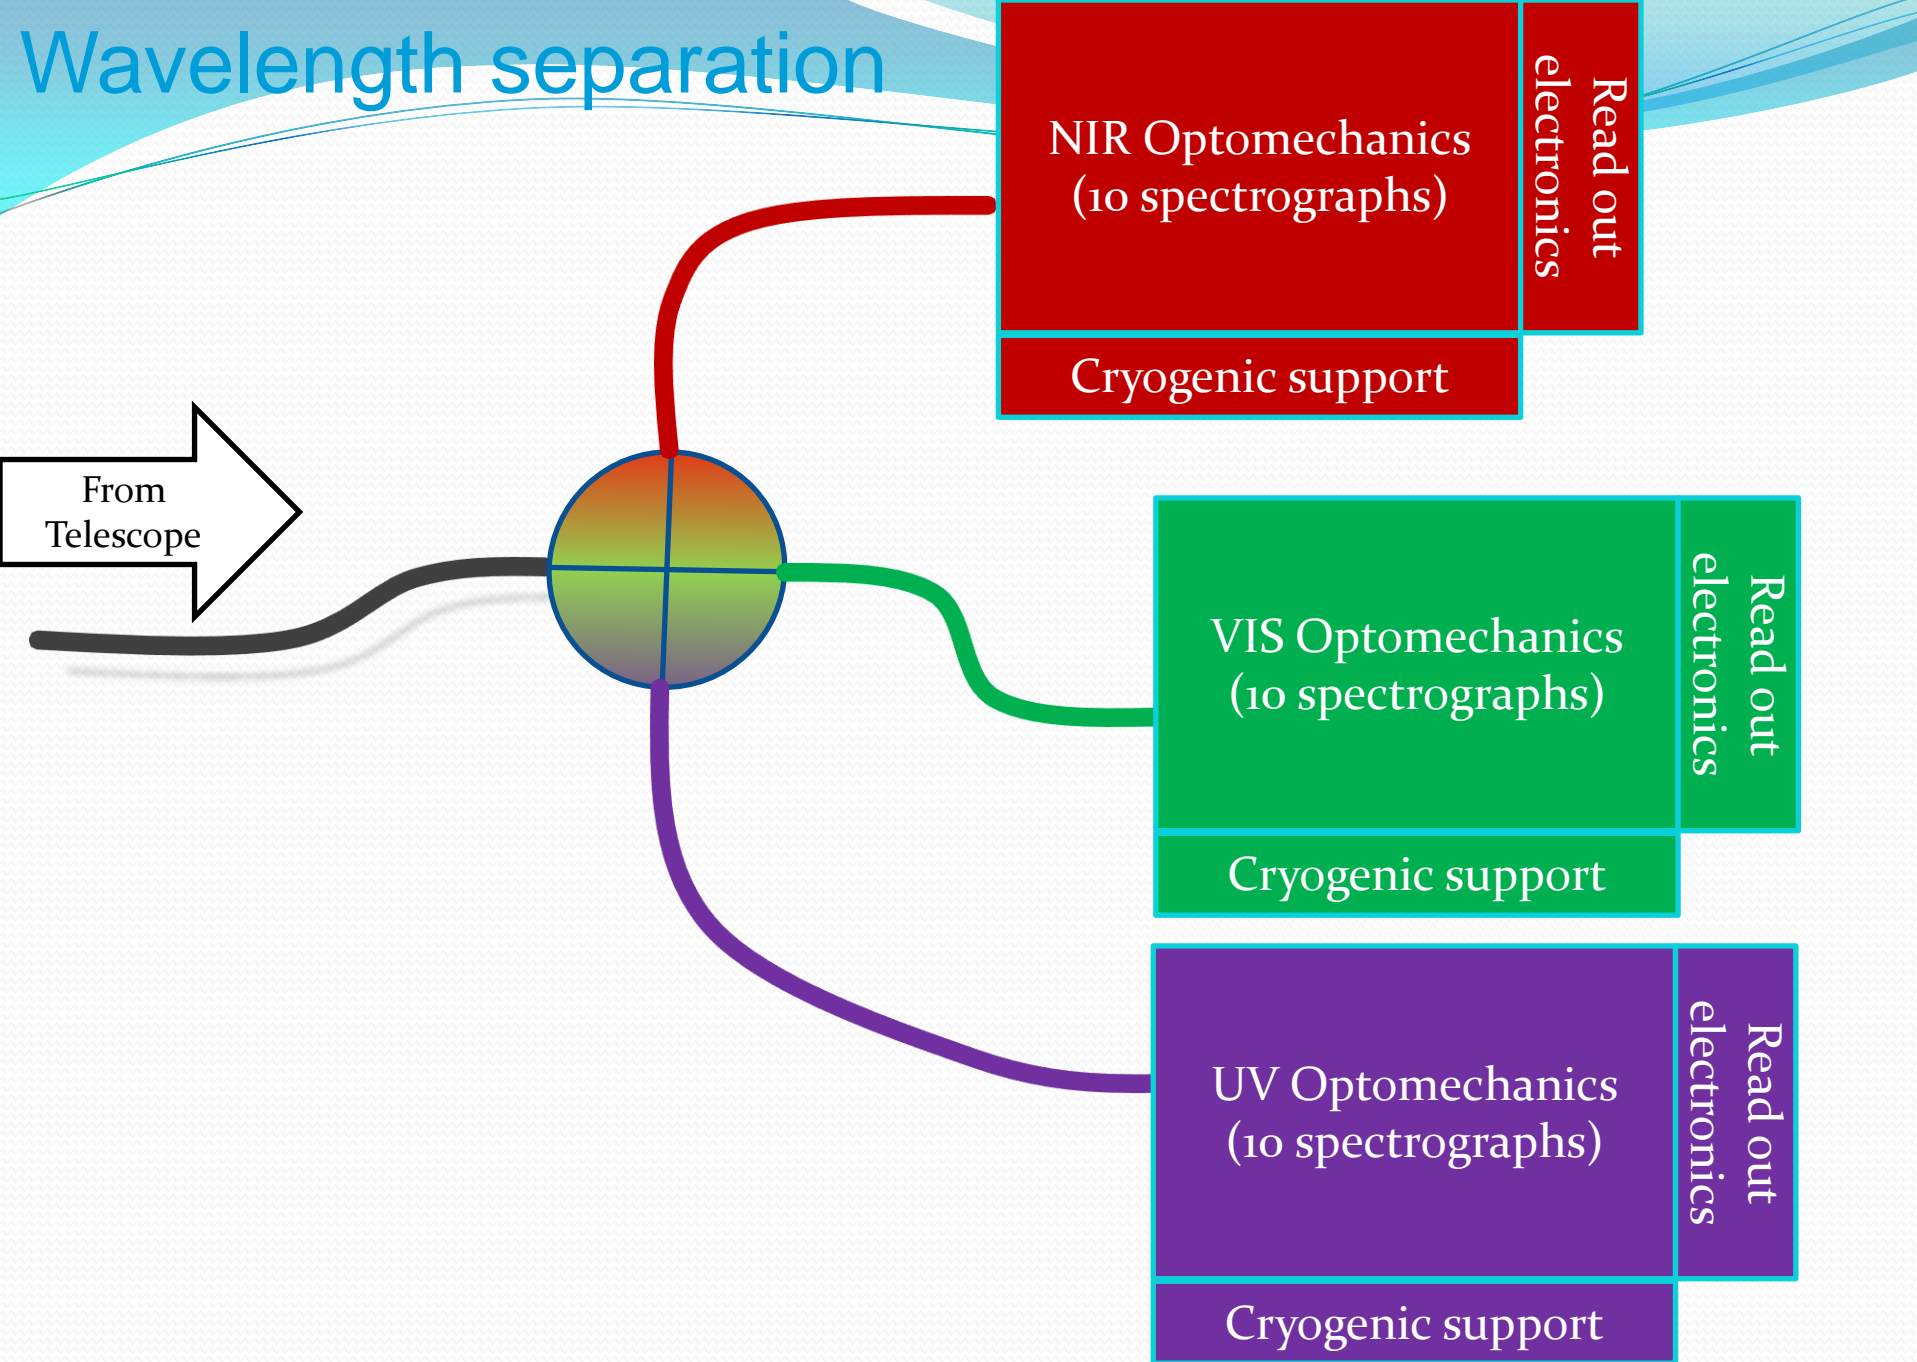 Wavelength separation
NIR Optomechanics
(10 spectrographs)
Read out
electronics
Cryogenic support
From
Telescope
VIS Optomechanics
(10 spectrographs)
Read out
electronics
Cryogenic support
UV Optomechanics
(10 spectrographs)
Read out
electronics
Cryogenic support